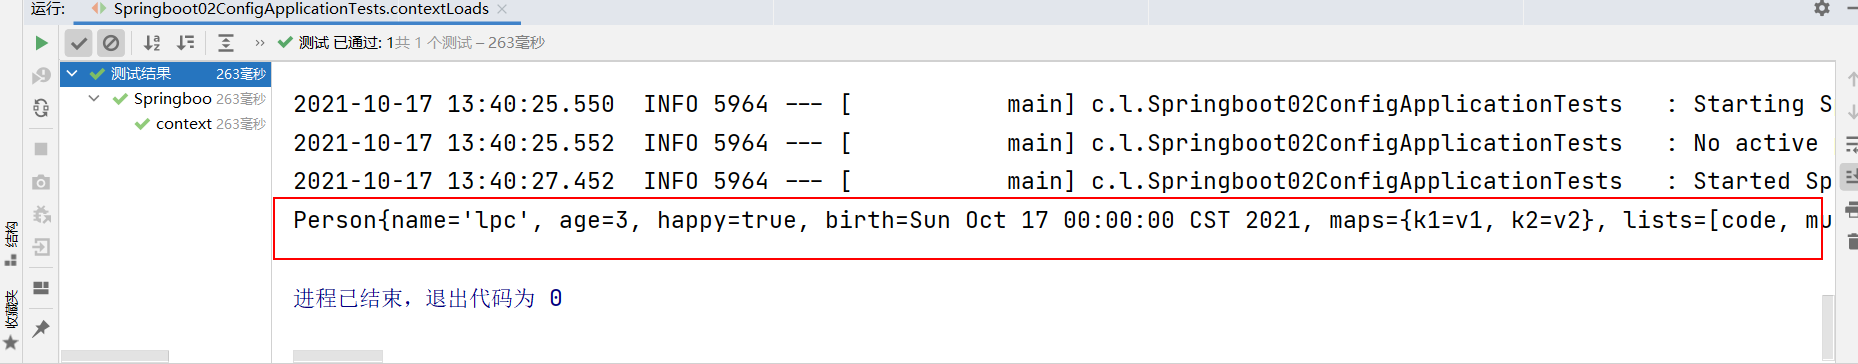 运行: Springboot02ConfigApplicationTests.contextLoads
测试 已通过: 1共 1 个测试 – 263毫秒
测试结果 263毫秒
Springboo 263毫秒
context 263毫秒
2021-10-17 13:40:25.550  INFO 5964 --- [           main] c.l.Springboot02ConfigApplicationTests   : Starting S
2021-10-17 13:40:25.552  INFO 5964 --- [           main] c.l.Springboot02ConfigApplicationTests   : No active
2021-10-17 13:40:27.452  INFO 5964 --- [           main] c.l.Springboot02ConfigApplicationTests   : Started Sp
Person{name='lpc', age=3, happy=true, birth=Sun Oct 17 00:00:00 CST 2021, maps={k1=v1, k2=v2}, lists=[code, mu
进程已结束，退出代码为 0
结构
收藏夹